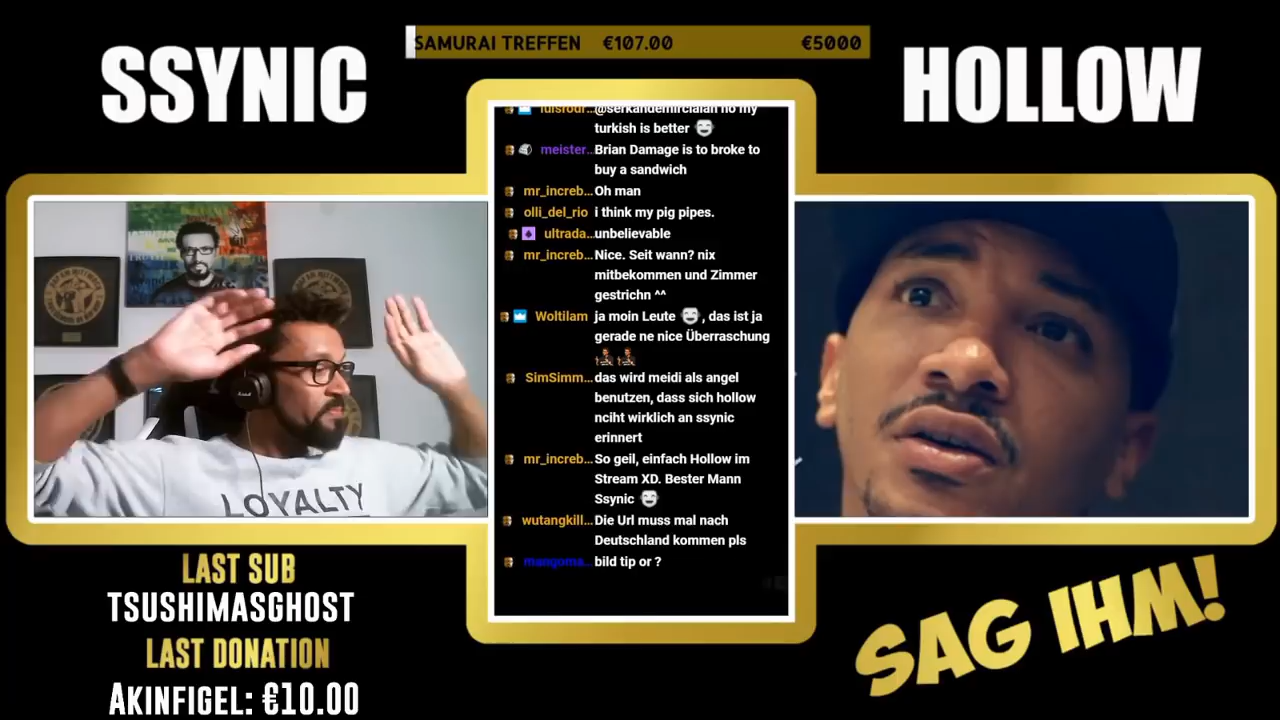 SAMURAI TREFFEN €107.00 €5000
SSYNIC
HOLLOW
@serkandemircialan no my
turkish is better
meister... Brian Damage is to broke to
buy a sandwich
mr_increb... Oh man
olli_del_rio i think my pig pipes.
ultrada... unbelievable
mr_increb... Nice. Seit wann? nix
mitbekommen und Zimmer
gestrichn ^^
Woltilam ja moin Leute , das ist ja
gerade ne nice Überraschung
SimSimm... das wird meidi als angel
benutzen, dass sich hollow
nciht wirklich an ssynic
erinnert
mr_increb... So geil, einfach Hollow im
Stream XD. Bester Mann
Ssynic
wutangkill... Die Url muss mal nach
Deutschland kommen pls
mangoma... bild tip or ?
LOYALTY
LAST SUB
TSUSHIMASGHOST
LAST DONATION
AKINFIGEL: €10.00
SAG IHM!